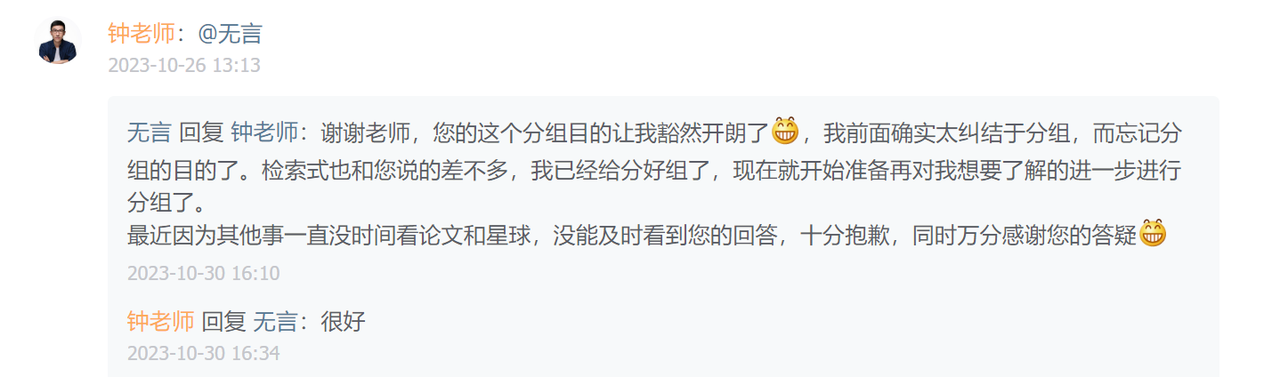 钟老师：@无言
2023-10-26 13:13
无言 回复 钟老师：谢谢老师，您的这个分组目的让我豁然开朗了😁，我前面确实太纠结于分组，而忘记分
组的目的了。检索式也和您说的差不多，我已经给分好组了，现在就开始准备再对我想要了解的进一步进行
分组了。
最近因为其他事一直没时间看论文和星球，没能及时看到您的回答，十分抱歉，同时万分感谢您的答疑😁
2023-10-30 16:10
钟老师 回复 无言：很好
2023-10-30 16:34